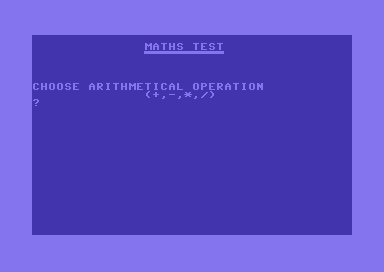 MATHS TEST
CHOOSE ARITHMETICAL OPERATION
(+,-,*,/)
?